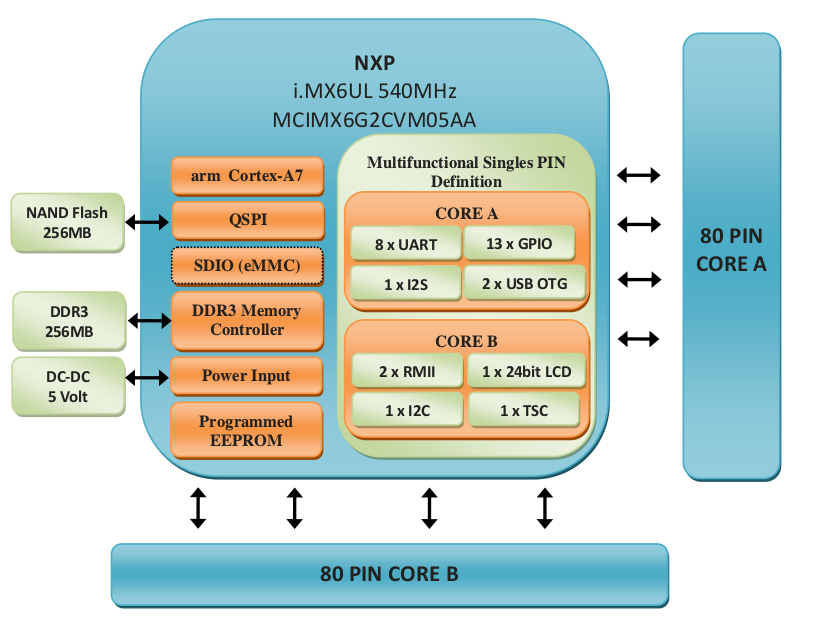 NXP
i.MX6UL 540MHz
MCIMX6G2CVM05AA
Multifunctional Singles PIN
Definition
arm Cortex-A7
QSPI
SDIO (eMMC)
DDR3 Memory
Controller
Power Input
Programmed
EEPROM
NAND Flash
256MB
DDR3
256MB
DC-DC
5 Volt
CORE A
8 x UART
13 x GPIO
1 x I2S
2 x USB OTG
CORE B
2 x RMII
1 x 24bit LCD
1 x I2C
1 x TSC
80 PIN
CORE A
80 PIN CORE B